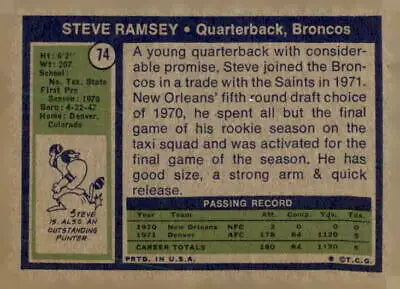 STEVE RAMSEY • Quarterback, Broncos
74
Ht: 6'2"
Wt: 207
School:
No. Tex. State
First Pro
Season: 1970
Born: 4-22-47
Home: Denver,
Colorado
A young quarterback with consider-
able promise, Steve joined the Bron-
cos in a trade with the Saints in 1971.
New Orleans' fifth round draft choice
of 1970, he spent all but the final
game of his rookie season on the
taxi squad and was activated for the
final game of the season. He has
good size, a strong arm & quick
release.
STEVE
IS ALSO AN
OUTSTANDING
PUNTER
PASSING RECORD
Year Team Att. Comp. Yds. Tds.
1970 New Orleans NFC 2 0 0 0
1971 Denver AFC 178 84 1120 5
CAREER TOTALS 180 84 1120 5
PRTD. IN U.S.A. * ©T.C.G.